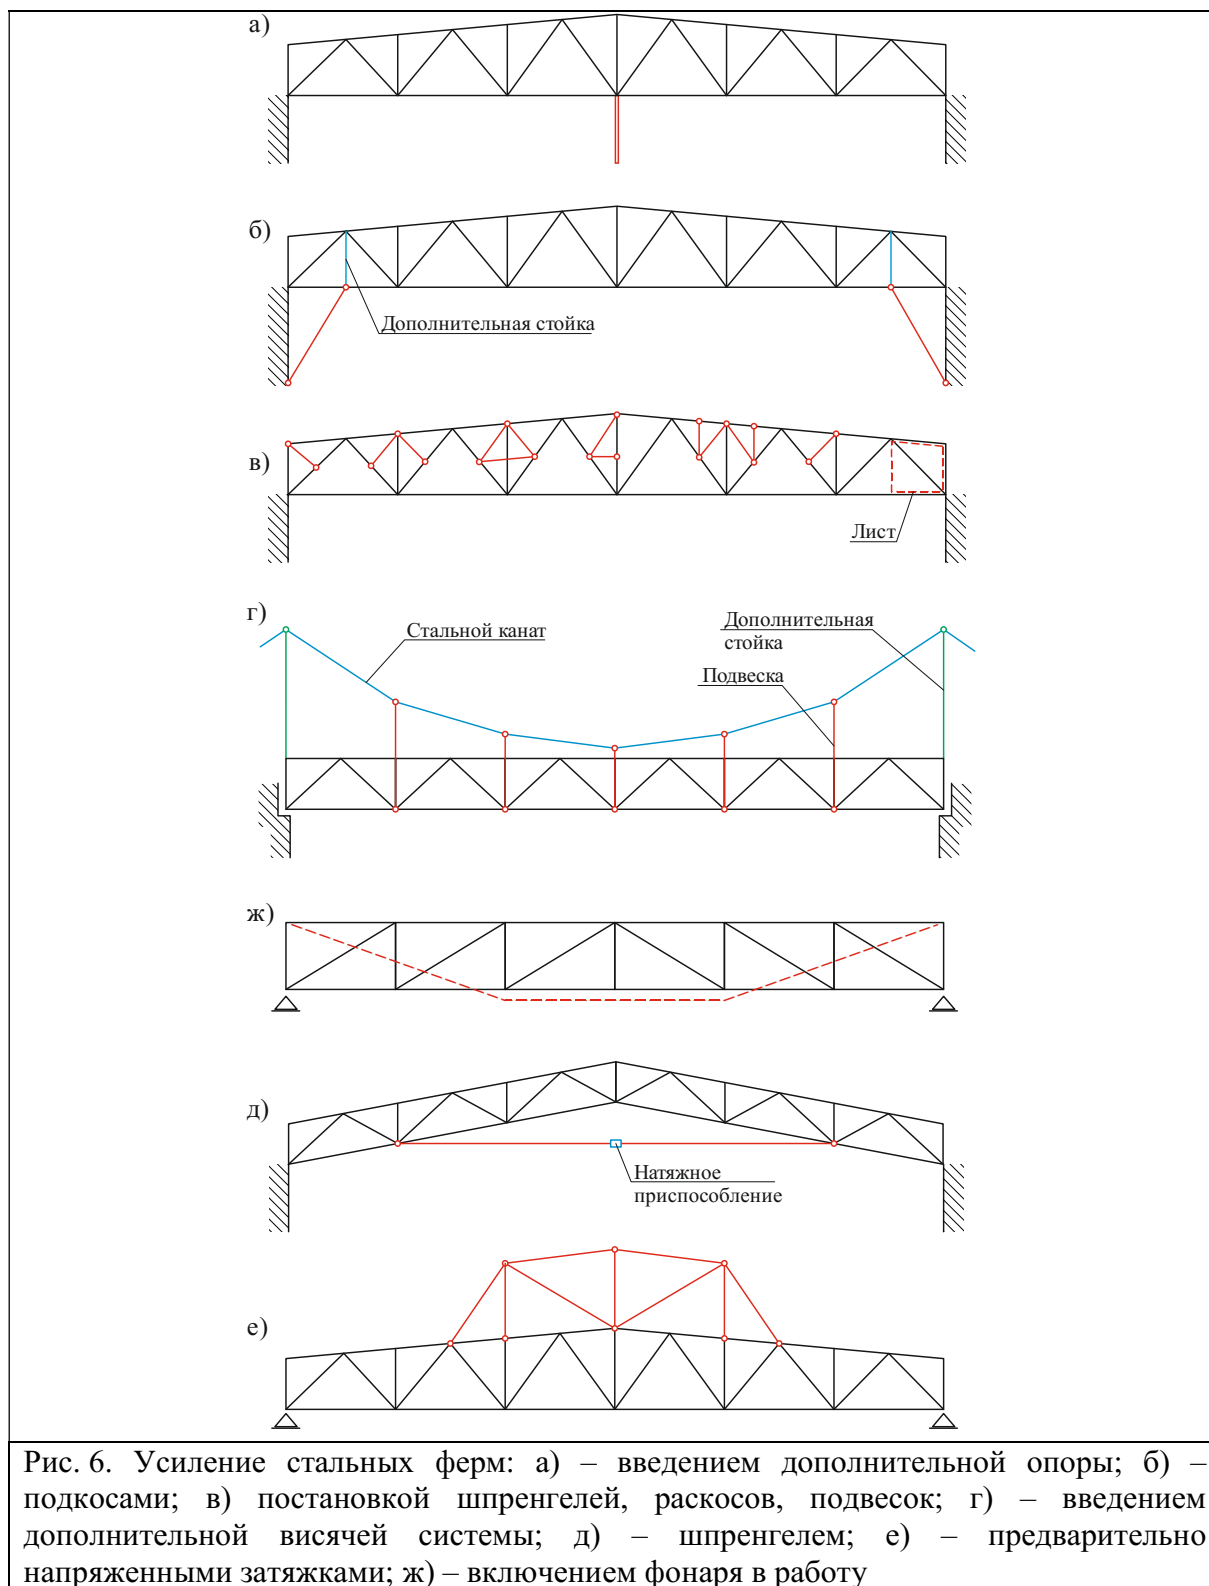 а)
б)
Дополнительная стойка
в)
Лист
г)
Стальной канат
Дополнительная
стойка
Подвеска
ж)
д)
Натяжное
приспособление
е)
Рис. 6. Усиление стальных ферм: а) – введением дополнительной опоры; б) –
подкосами; в) постановкой шпренгелей, раскосов, подвесок; г) – введением
дополнительной висячей системы; д) – шпренгелем; е) – предварительно
напряженными затяжками; ж) – включением фонаря в работу